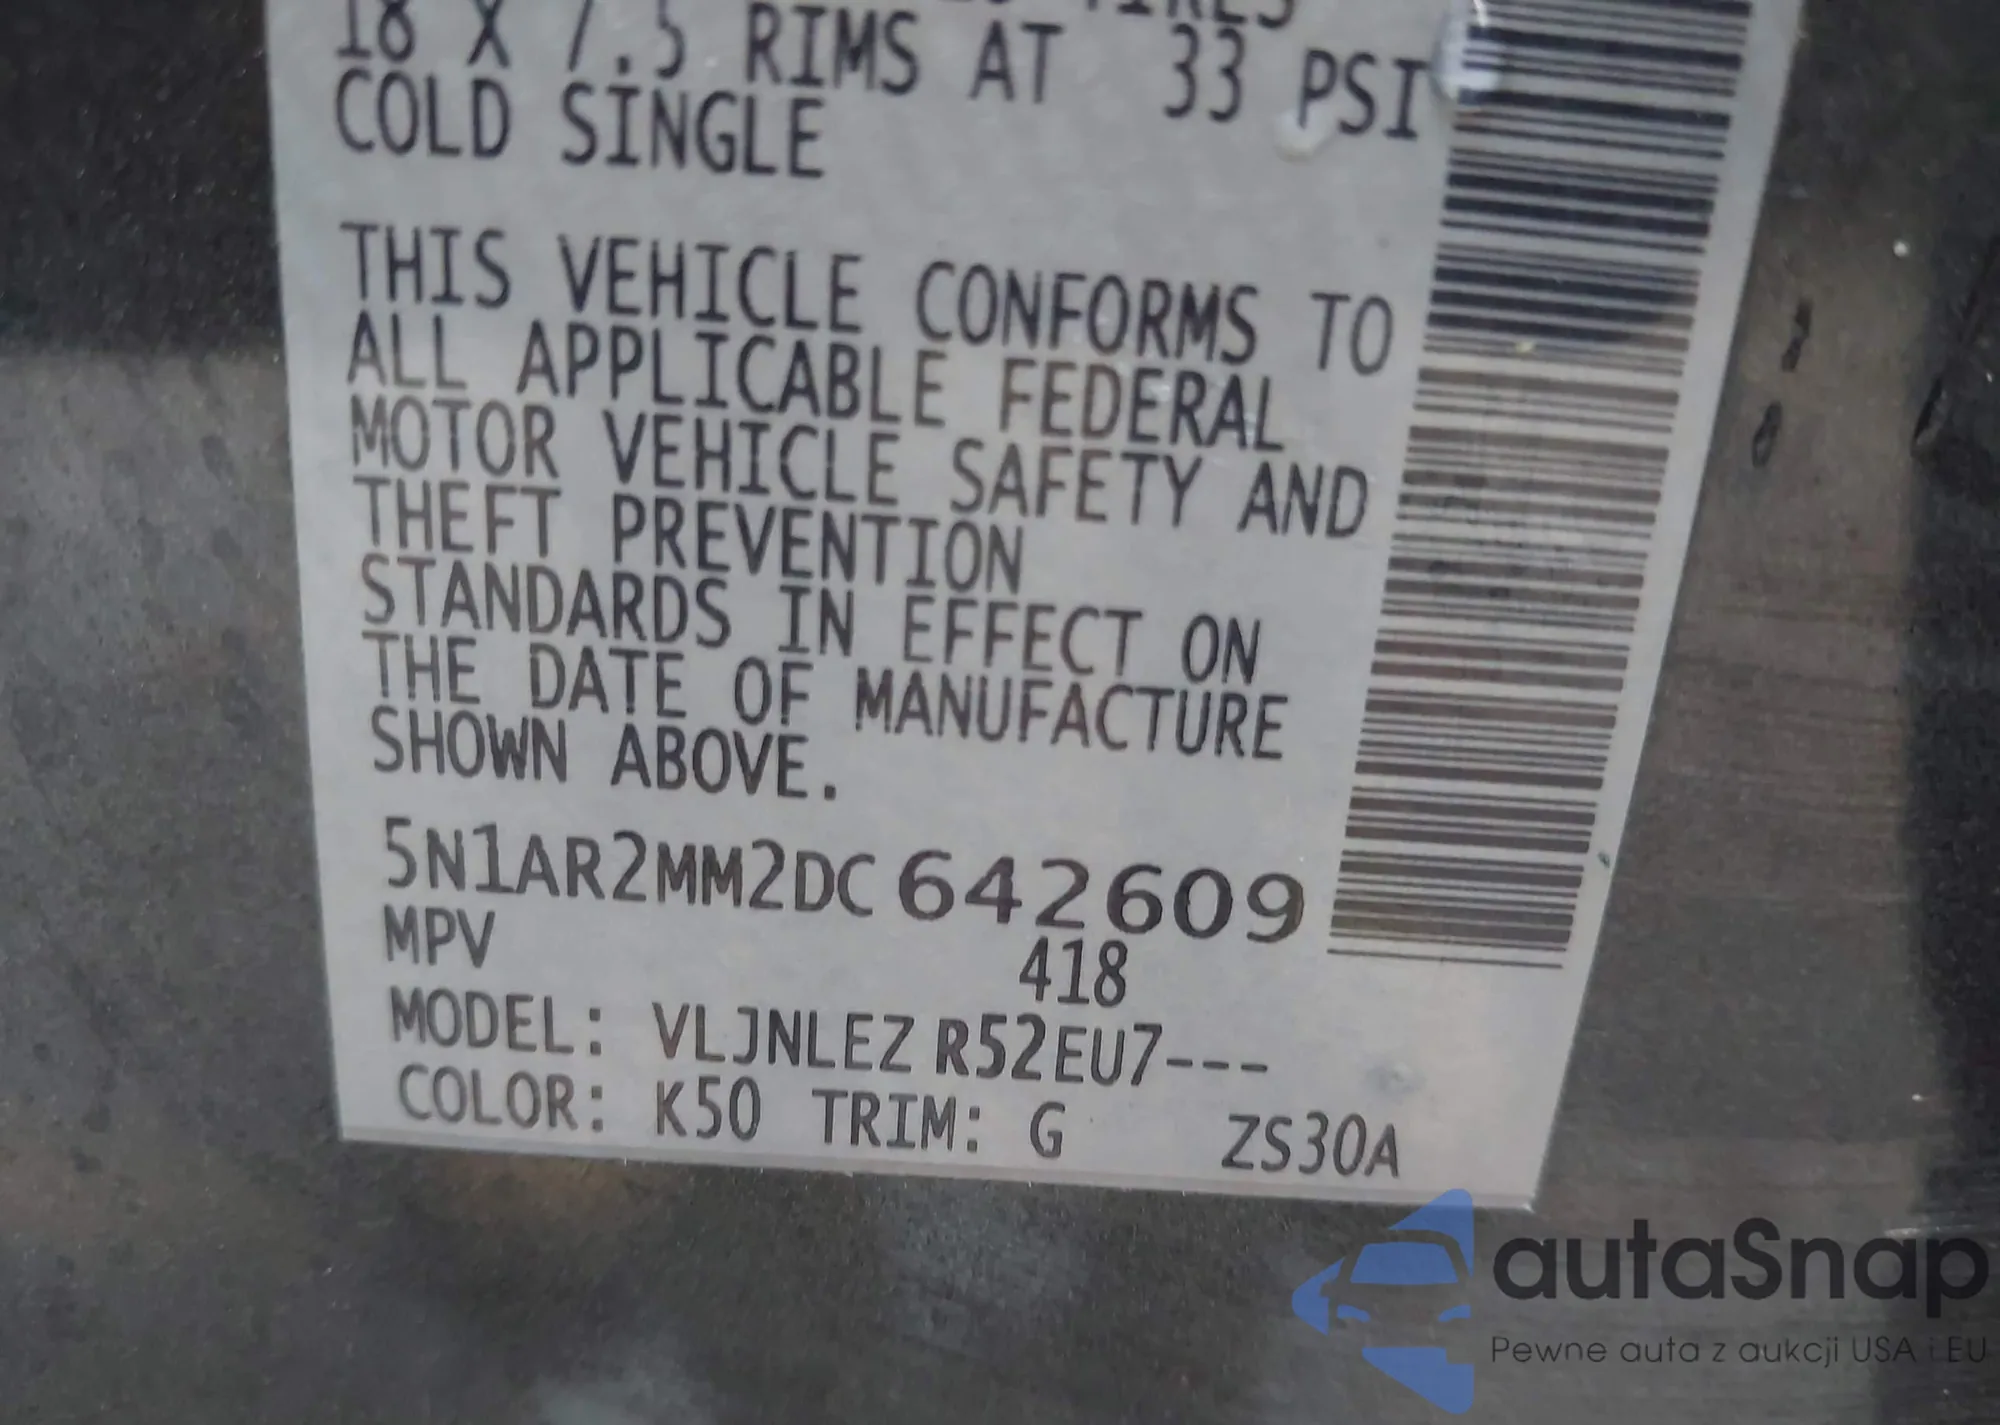 18 X 7.5 RIMS AT 33 PSI
COLD SINGLE
THIS VEHICLE CONFORMS TO
ALL APPLICABLE FEDERAL
MOTOR VEHICLE SAFETY AND
THEFT PREVENTION
STANDARDS IN EFFECT ON
THE DATE OF MANUFACTURE
SHOWN ABOVE.
5N1AR2MM2DC642609
MPV 418
MODEL: VLJNLEZ R52EU7---
COLOR: K50 TRIM: G ZS30A
autaSnap
Pewne auta z aukcji USA i EU